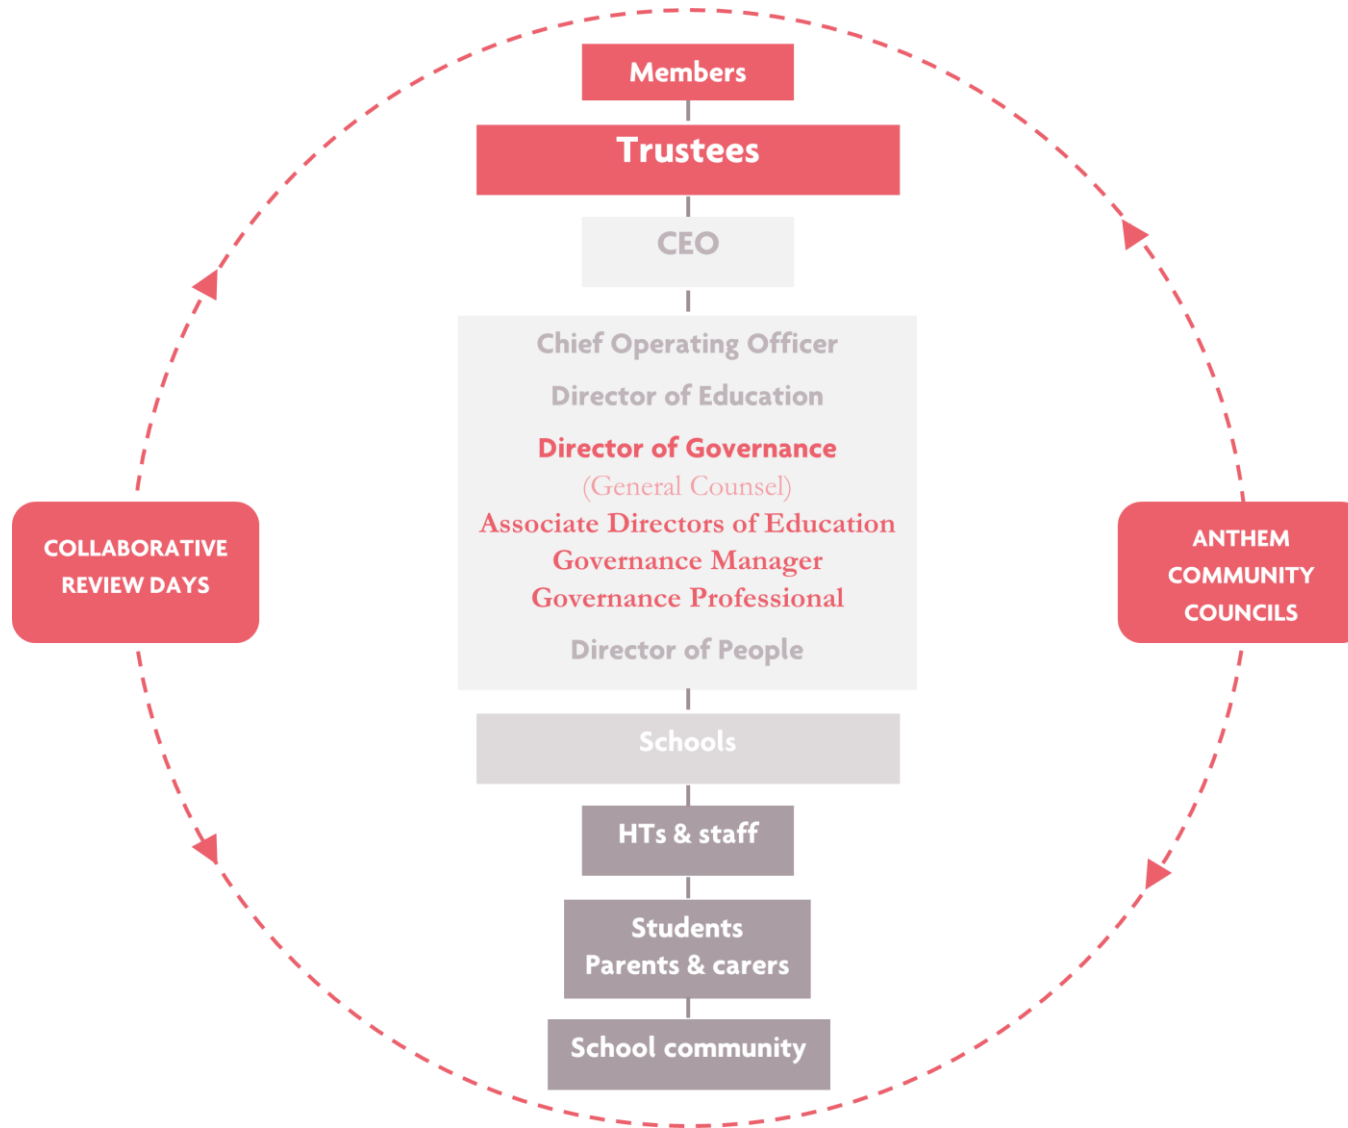 Members
Trustees
CEO
Chief Operating Officer
Director of Education
Director of Governance
(General Counsel)
Associate Directors of Education
Governance Manager
Governance Professional
Director of People
COLLABORATIVE
REVIEW DAYS
ANTHEM
COMMUNITY
COUNCILS
Schools
HTs & staff
Students
Parents & carers
School community